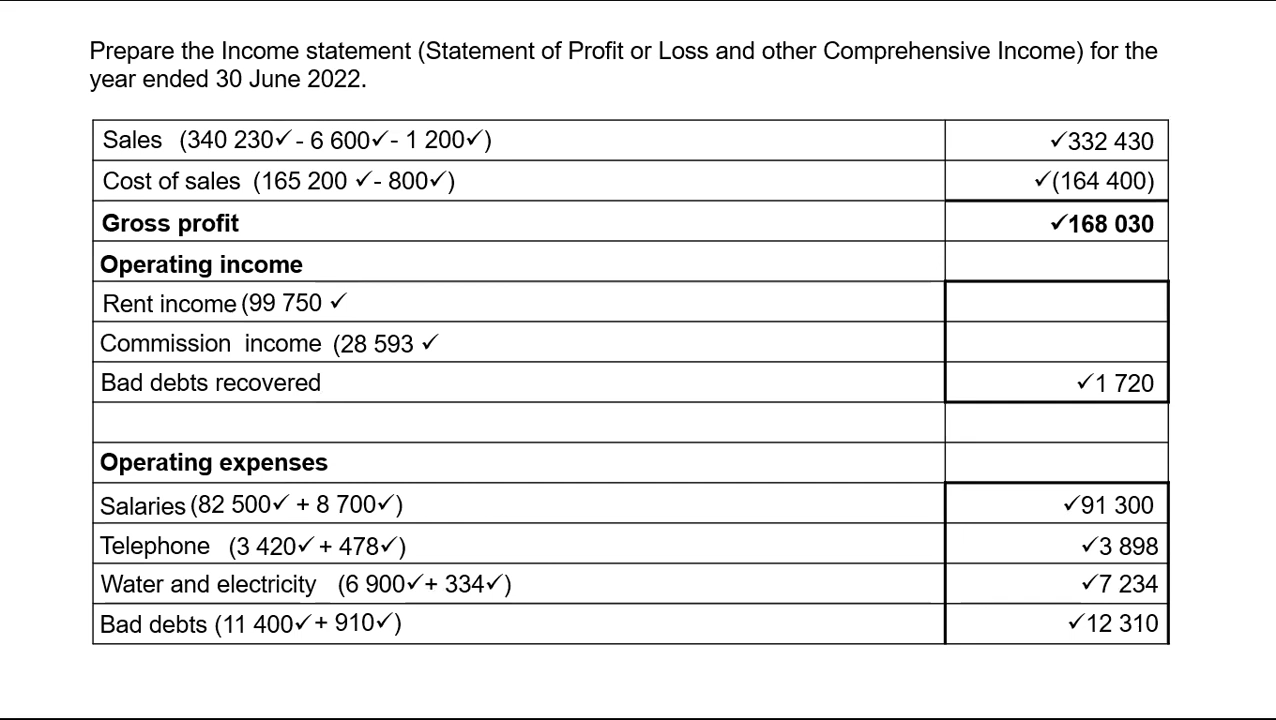 Prepare the Income statement (Statement of Profit or Loss and other Comprehensive Income) for the
year ended 30 June 2022.
Sales (340 230✓ - 6 600✓ - 1 200✓) ✓332 430
Cost of sales (165 200 ✓ - 800✓) ✓(164 400)
Gross profit ✓168 030
Operating income
Rent income (99 750 ✓
Commission income (28 593 ✓
Bad debts recovered ✓1 720
Operating expenses
Salaries (82 500✓ + 8 700✓) ✓91 300
Telephone (3 420✓ + 478✓) ✓3 898
Water and electricity (6 900✓ + 334✓) ✓7 234
Bad debts (11 400✓ + 910✓) ✓12 310